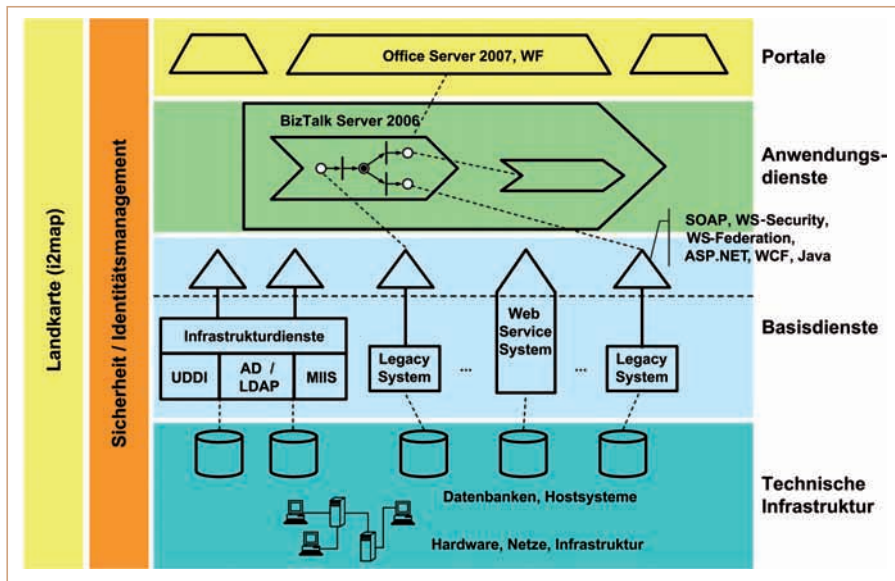 Landkarte (i2map)
Sicherheit / Identitätsmanagement
Office Server 2007, WF
Portale
BizTalk Server 2006
Anwendungs-
dienste
SOAP, WS-Security,
WS-Federation,
ASP.NET, WCF, Java
Infrastrukturdienste
UDDI
AD /
LDAP
MIIS
Legacy
System
...
Web
Service
System
...
Legacy
System
Basisdienste
Datenbanken, Hostsysteme
Hardware, Netze, Infrastruktur
Technische
Infrastruktur